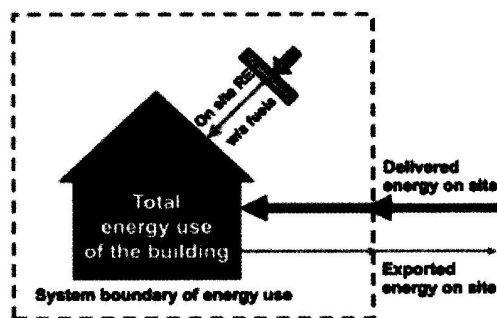 On site RE
w/o fuels
Delivered
energy on site
Total
energy use
of the building
Exported
energy on site
System boundary of energy use